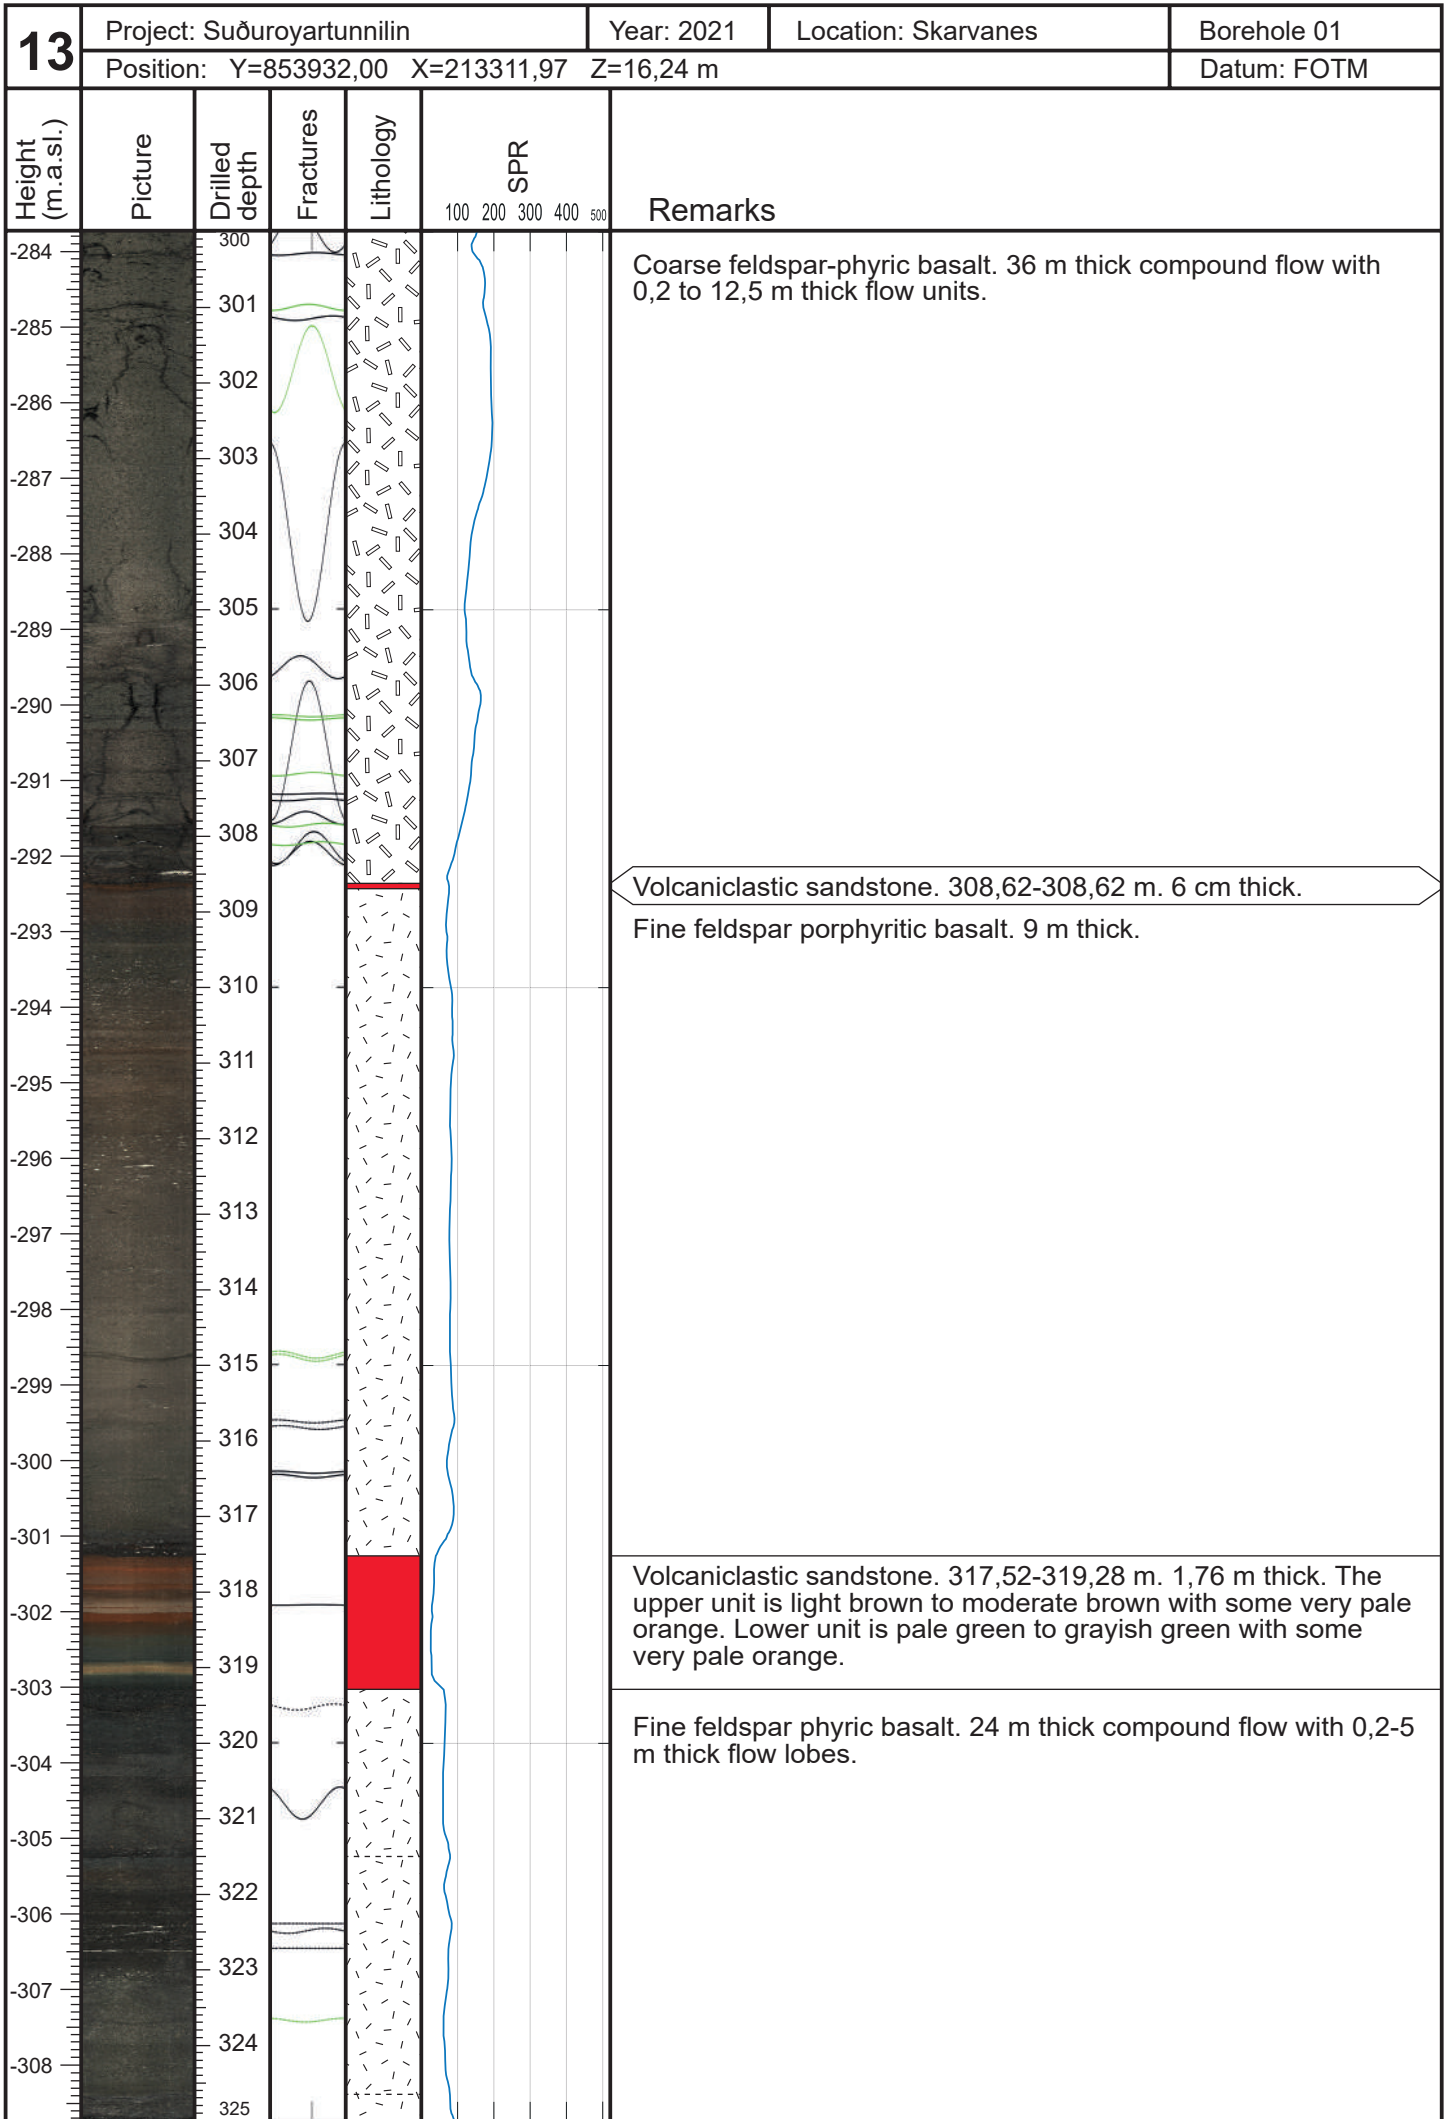 13
Project: Suðuroyartunnilin
Year: 2021
Location: Skarvanes
Borehole 01
Position: Y=853932,00 X=213311,97 Z=16,24 m
Datum: FOTM
Height
(m.a.sl.)
Picture
Drilled
depth
Fractures
Lithology
SPR
100 200 300 400 500
Remarks
-284
-285
-286
-287
-288
-289
-290
-291
-292
-293
-294
-295
-296
-297
-298
-299
-300
-301
-302
-303
-304
-305
-306
-307
-308
300
301
302
303
304
305
306
307
308
309
310
311
312
313
314
315
316
317
318
319
320
321
322
323
324
325
Coarse feldspar-phyric basalt. 36 m thick compound flow with
0,2 to 12,5 m thick flow units.
Volcaniclastic sandstone. 308,62-308,62 m. 6 cm thick.
Fine feldspar porphyritic basalt. 9 m thick.
Volcaniclastic sandstone. 317,52-319,28 m. 1,76 m thick. The
upper unit is light brown to moderate brown with some very pale
orange. Lower unit is pale green to grayish green with some
very pale orange.
Fine feldspar phyric basalt. 24 m thick compound flow with 0,2-5
m thick flow lobes.